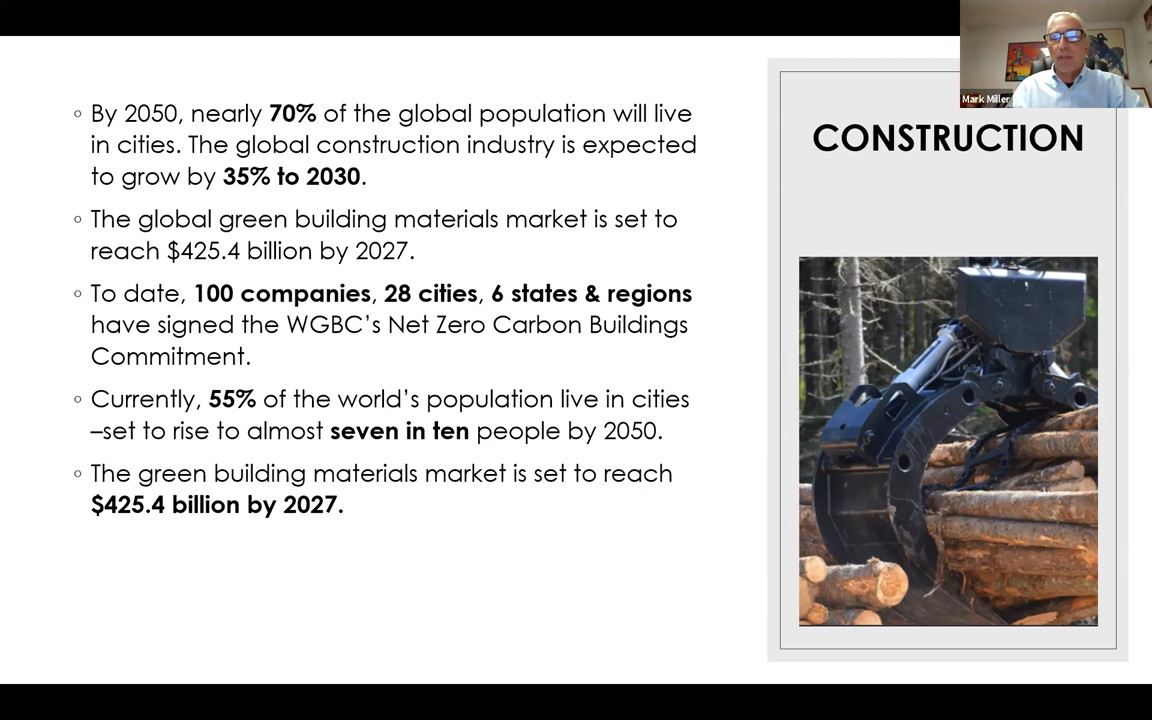 ◦ By 2050, nearly 70% of the global population will live
in cities. The global construction industry is expected
to grow by 35% to 2030.
◦ The global green building materials market is set to
reach $425.4 billion by 2027.
◦ To date, 100 companies, 28 cities, 6 states & regions
have signed the WGBC’s Net Zero Carbon Buildings
Commitment.
◦ Currently, 55% of the world’s population live in cities
–set to rise to almost seven in ten people by 2050.
◦ The green building materials market is set to reach
$425.4 billion by 2027.
Mark Miller
CONSTRUCTION